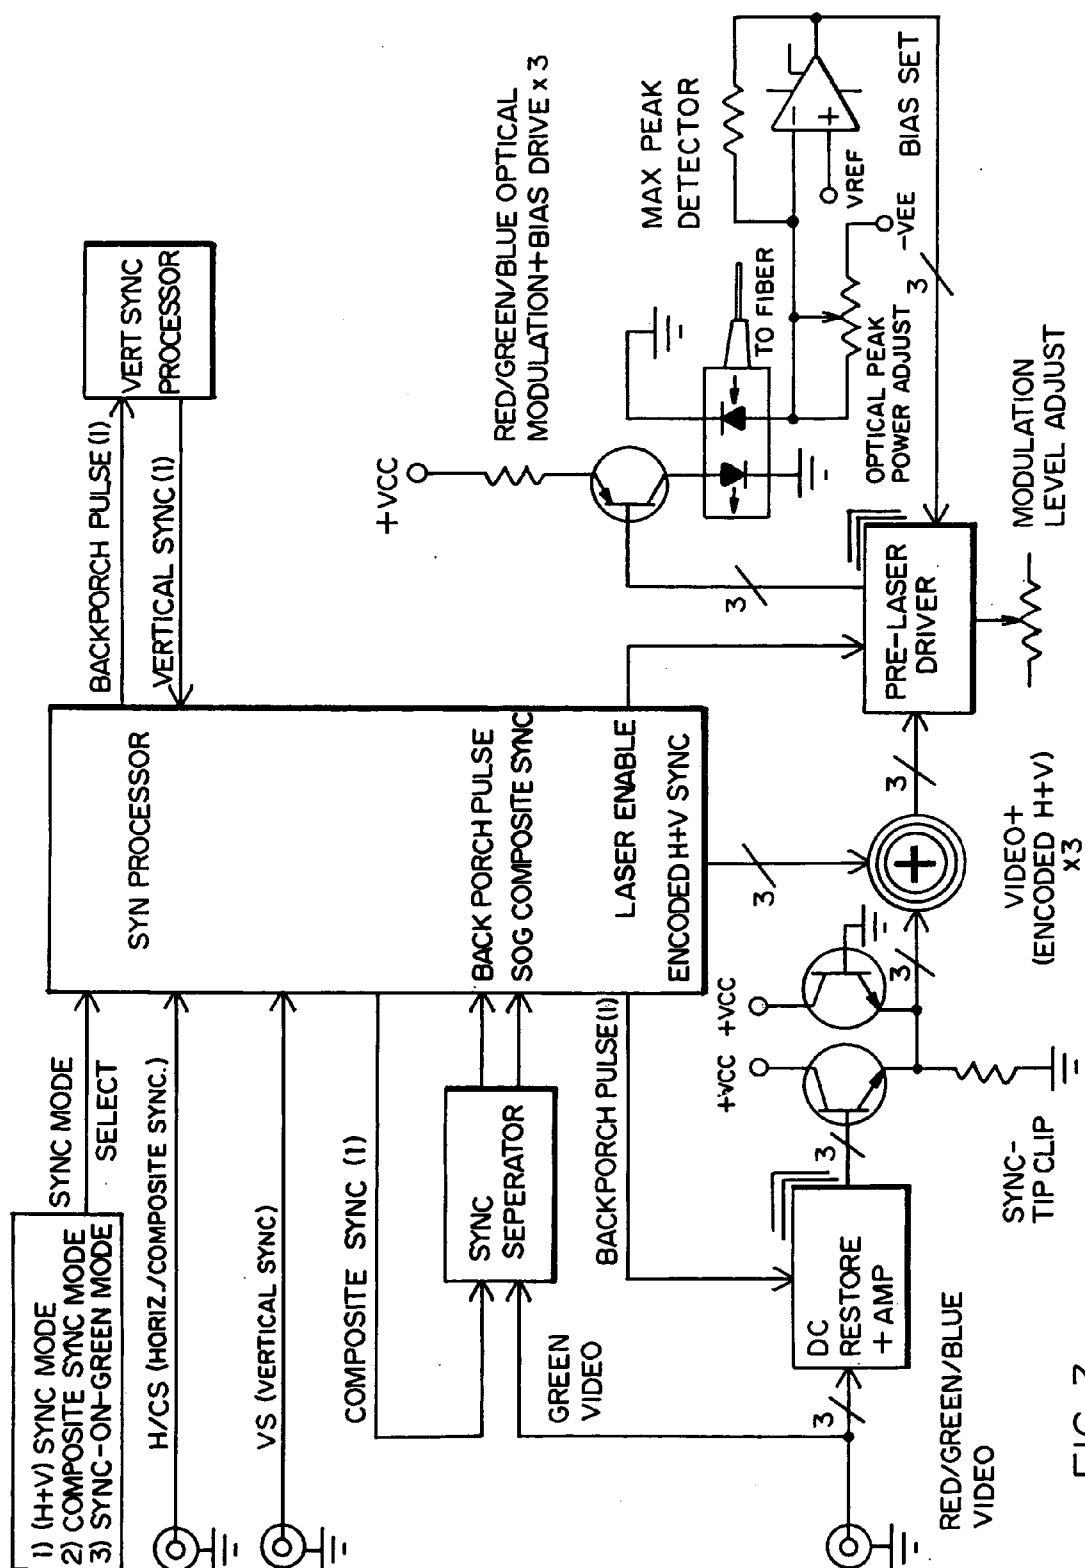 1) (H+V) SYNC MODE
2) COMPOSITE SYNC MODE
3) SYNC-ON-GREEN MODE
SYNC MODE
SELECT
H/CS (HORIZ./COMPOSITE SYNC.)
VS (VERTICAL SYNC)
COMPOSITE SYNC (1)
SYNC
SEPERATOR
GREEN
VIDEO
BACKPORCH PULSE(1)
SYN PROCESSOR
BACK PORCH PULSE
SOG COMPOSITE SYNC
LASER ENABLE
ENCODED H+V SYNC
BACKPORCH PULSE(1)
VERTICAL SYNC(1)
VERT SYNC
PROCESSOR
RED/GREEN/BLUE
VIDEO
3
DC
RESTORE
+ AMP
3
SYNC-
TIP CLIP
+VCC
+VCC
3
3
+
VIDEO+
(ENCODED H+V)
x3
3
PRE-LASER
DRIVER
MODULATION
LEVEL ADJUST
3
+VCC
RED/GREEN/BLUE OPTICAL
MODULATION+BIAS DRIVE x 3
TO FIBER
OPTICAL PEAK
POWER ADJUST
-VEE
MAX PEAK
DETECTOR
-
+
VREF
BIAS SET
3